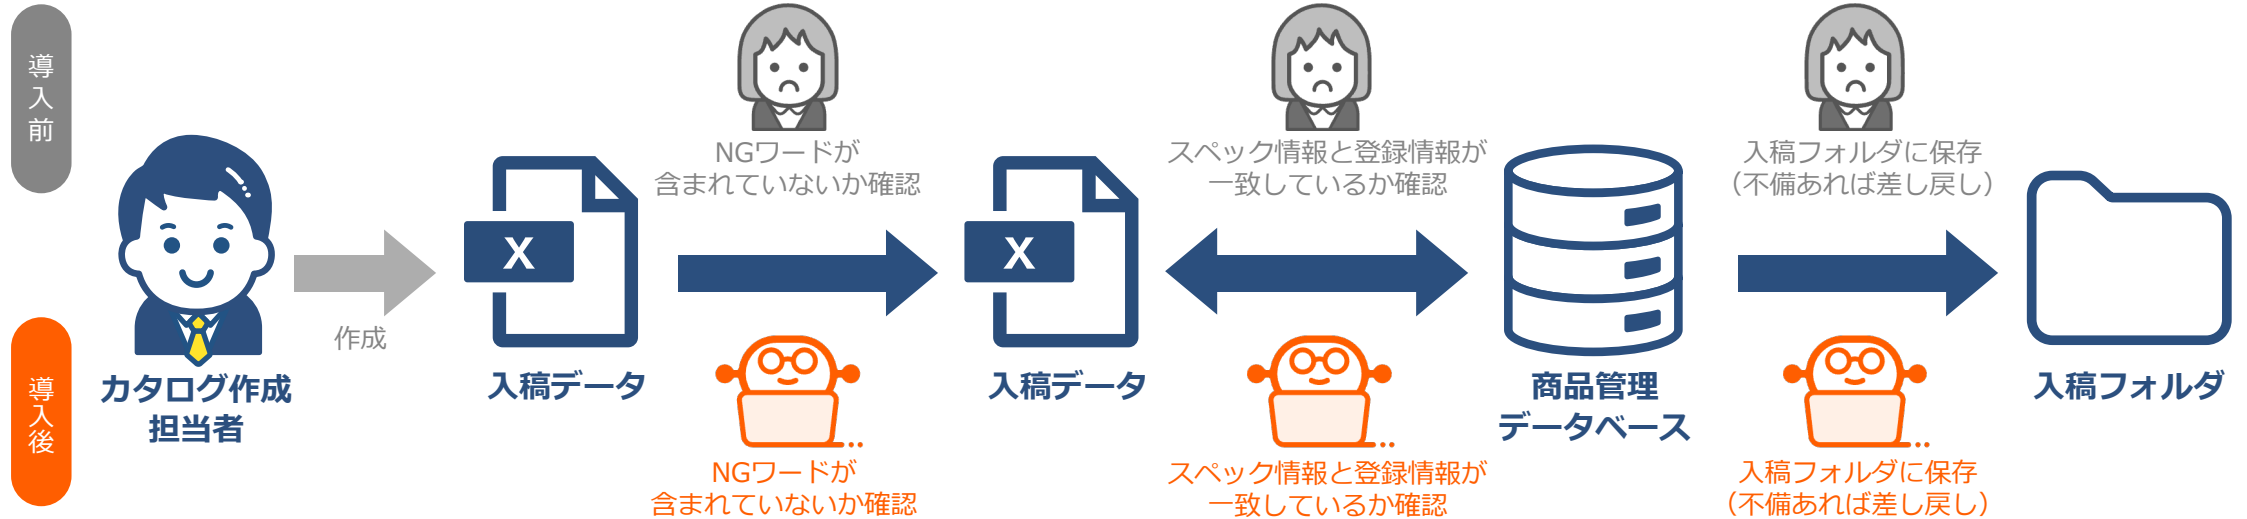 導入前
NGワードが
含まれていないか確認
スペック情報と登録情報が
一致しているか確認
入稿フォルダに保存
（不備あれば差し戻し）
X
X
作成
カタログ作成
担当者
入稿データ
入稿データ
商品管理
データベース
入稿フォルダ
導入後
NGワードが
含まれていないか確認
スペック情報と登録情報が
一致しているか確認
入稿フォルダに保存
（不備あれば差し戻し）